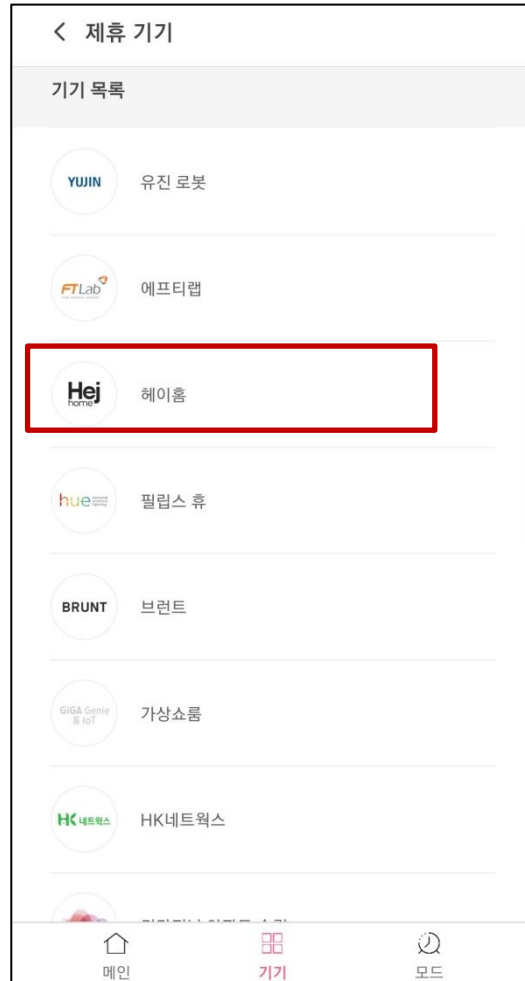 제휴 기기
기기 목록
YUJIN
유진 로봇
FTLab
에프티랩
Hej
home
헤이홈
hue
필립스 휴
BRUNT
브런트
GiGA Genie
홈 IoT
가상쇼룸
HK 네트웍스
HK네트웍스
메인
기기
모드